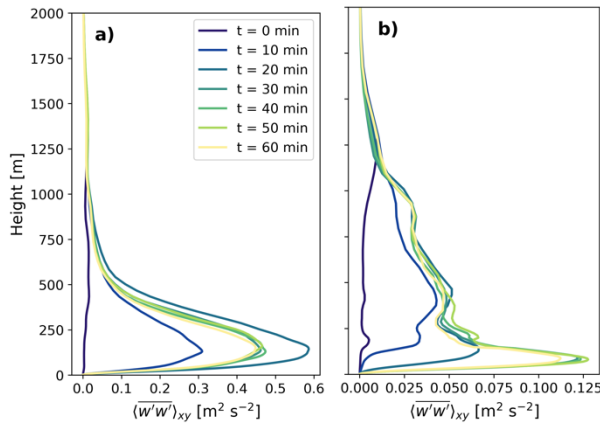 a)
b)
t = 0 min
t = 10 min
t = 20 min
t = 30 min
t = 40 min
t = 50 min
t = 60 min
Height [m]
2000
1750
1500
1250
1000
750
500
250
0
0.0 0.1 0.2 0.3 0.4 0.5 0.6
0.000 0.025 0.050 0.075 0.100 0.125
⟨w′w′⟩xy [m² s⁻²]
⟨w′w′⟩xy [m² s⁻²]